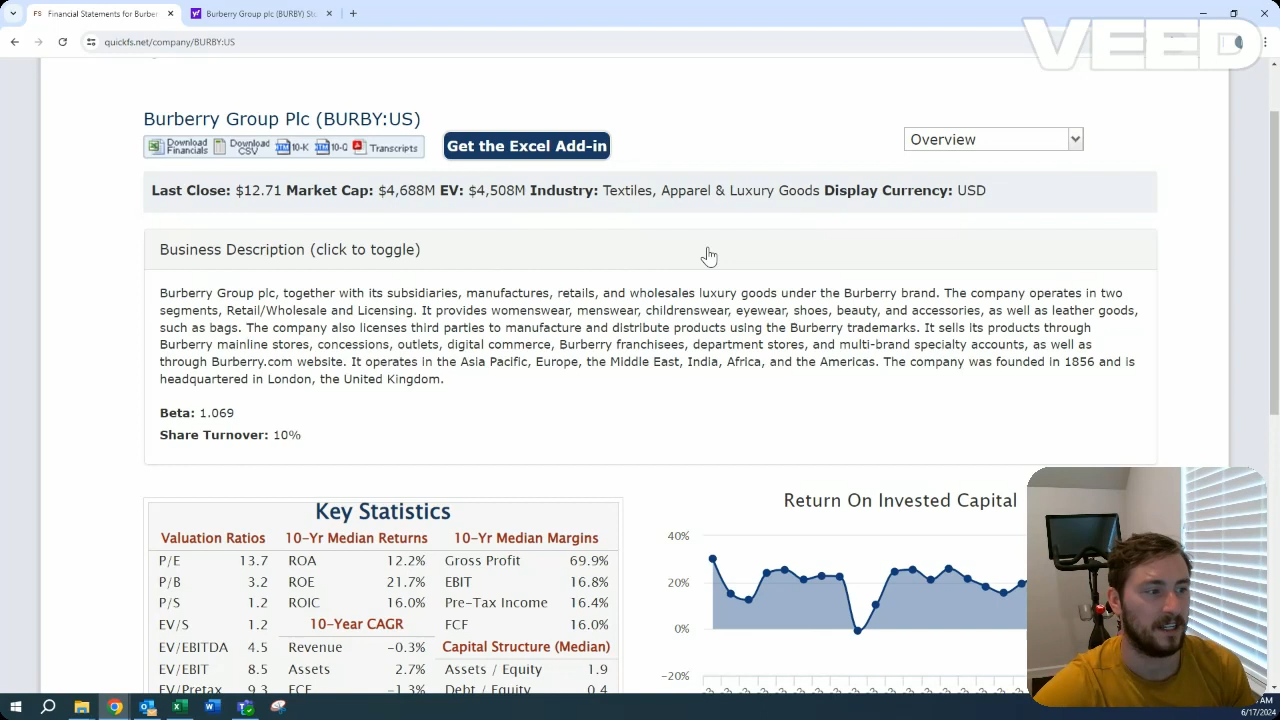 Financial Statements for Burber
Burberry Group plc (BURBY) Sto
VEED
quickfs.net/company/BURBY:US
Burberry Group Plc (BURBY:US)
Download Financials
Download CSV
10-K
10-Q
Transcripts
Get the Excel Add-in
Overview
Last Close: $12.71 Market Cap: $4,688M EV: $4,508M Industry: Textiles, Apparel & Luxury Goods Display Currency: USD
Business Description (click to toggle)
Burberry Group plc, together with its subsidiaries, manufactures, retails, and wholesales luxury goods under the Burberry brand. The company operates in two
segments, Retail/Wholesale and Licensing. It provides womenswear, menswear, childrenswear, eyewear, shoes, beauty, and accessories, as well as leather goods,
such as bags. The company also licenses third parties to manufacture and distribute products using the Burberry trademarks. It sells its products through
Burberry mainline stores, concessions, outlets, digital commerce, Burberry franchisees, department stores, and multi-brand specialty accounts, as well as
through Burberry.com website. It operates in the Asia Pacific, Europe, the Middle East, India, Africa, and the Americas. The company was founded in 1856 and is
headquartered in London, the United Kingdom.
Beta: 1.069
Share Turnover: 10%
Key Statistics
Valuation Ratios 10-Yr Median Returns 10-Yr Median Margins
P/E 13.7 ROA 12.2% Gross Profit 69.9%
P/B 3.2 ROE 21.7% EBIT 16.8%
P/S 1.2 ROIC 16.0% Pre-Tax Income 16.4%
EV/S 1.2 10-Year CAGR FCF 16.0%
EV/EBITDA 4.5 Revenue -0.3% Capital Structure (Median)
EV/EBIT 8.5 Assets 2.7% Assets / Equity 1.9
EV/Pretax 9.3 FCF -1.3% Debt / Equity 0.4
Return On Invested Capital
40%
20%
0%
-20%
AM
6/17/2024